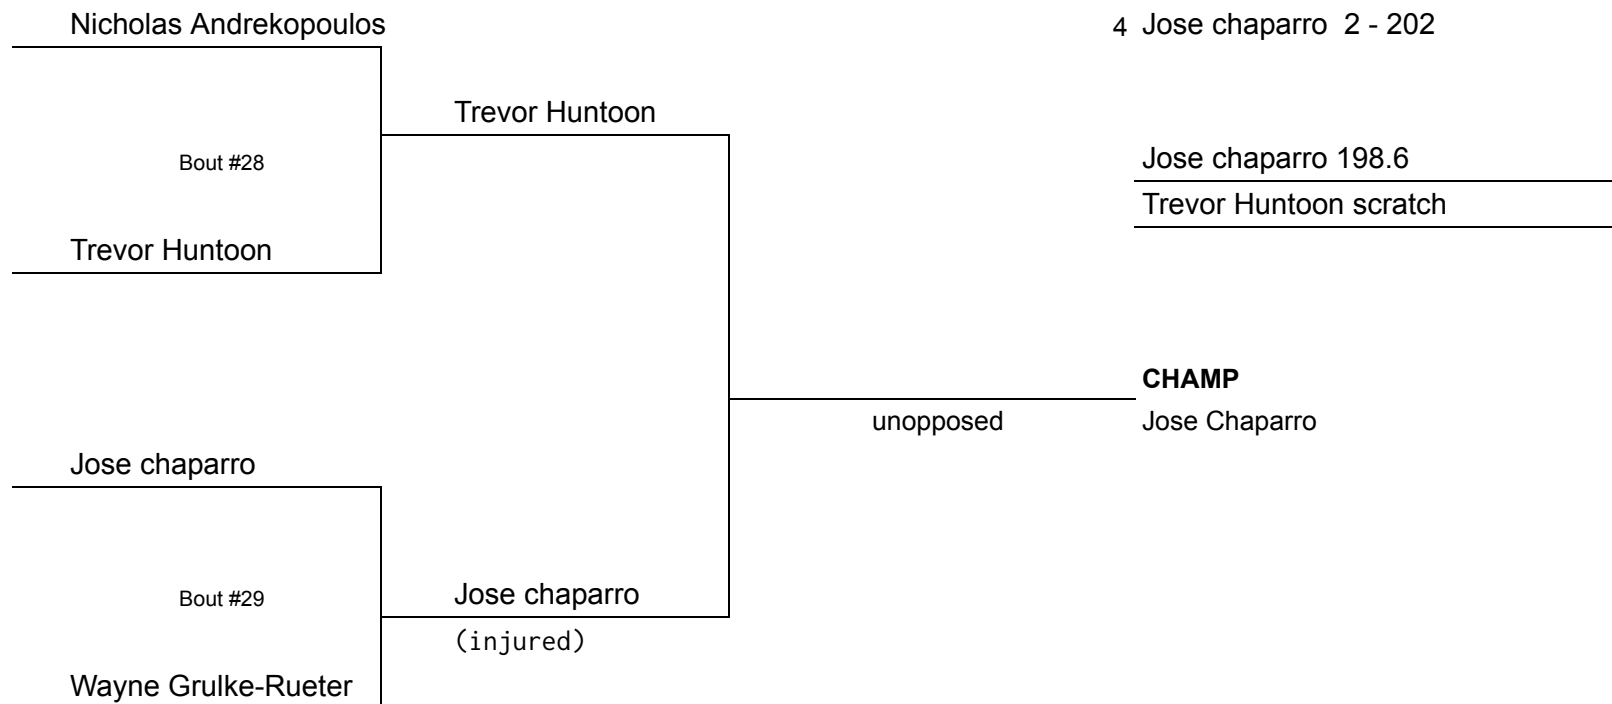 Nicholas Andrekopoulos
4 Jose chaparro 2 - 202
Trevor Huntoon
Bout #28
Jose chaparro 198.6
Trevor Huntoon scratch
Trevor Huntoon
CHAMP
unopposed
Jose Chaparro
Jose chaparro
Bout #29
Jose chaparro
(injured)
Wayne Grulke-Rueter